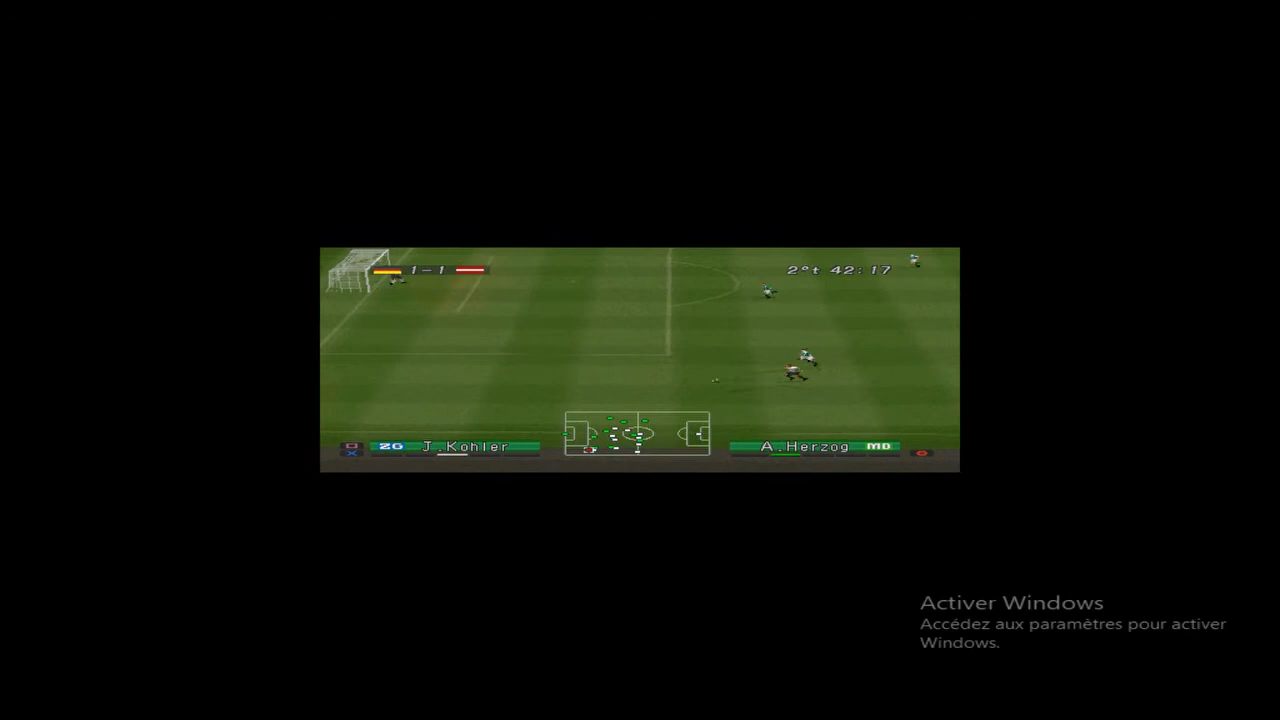 1-1
2°t 42:17
ZG J.Kohler
A.Herzog MD
Activer Windows
Accédez aux paramètres pour activer
Windows.